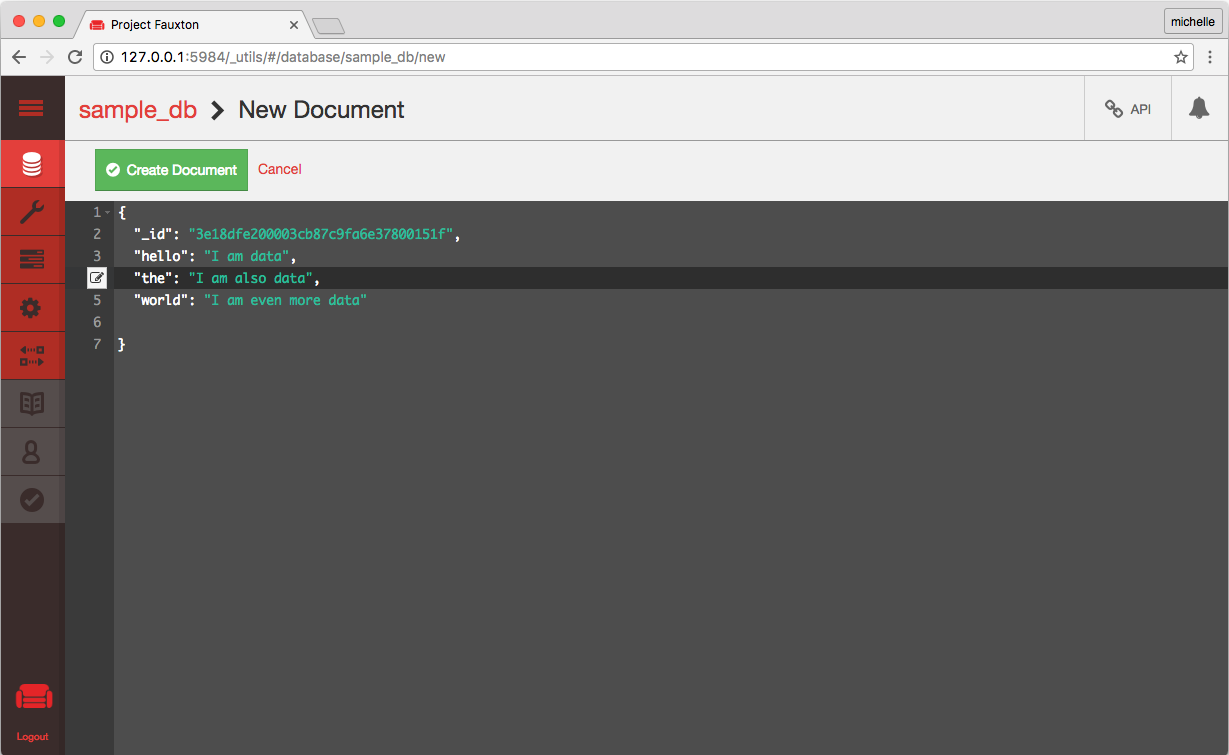 Project Fauxton
michelle
127.0.0.1:5984/_utils/#/database/sample_db/new
sample_db > New Document
API
Create Document Cancel
1 {
2 "_id": "3e18dfe200003cb87c9fa6e37800151f",
3 "hello": "I am data",
"the": "I am also data",
5 "world": "I am even more data"
6
7 }
Logout